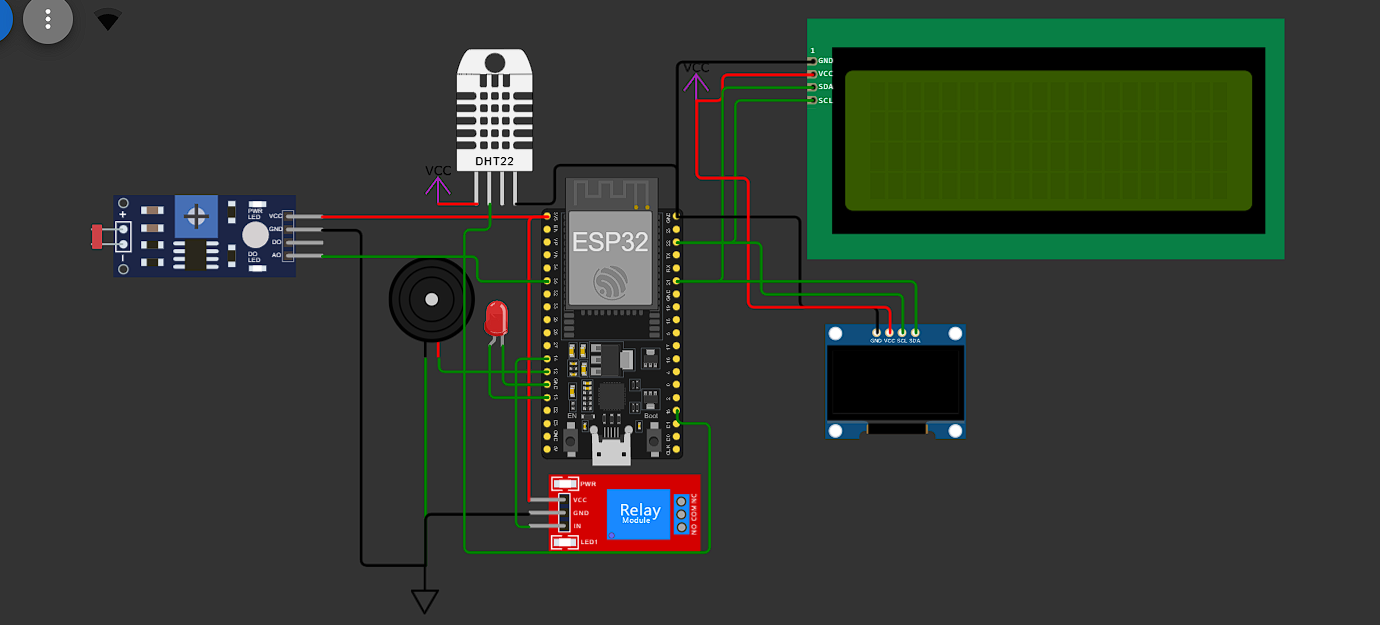 VCC
1
GND
VCC
SDA
SCL
DHT22
VCC
+
PWR
LED
VCC
GND
DO
AO
DO
LED
−
ESP32
GND VCC SCL SDA
EN
Boot
PWR
VCC
GND
IN
LED1
Relay
Module
NO COM NC